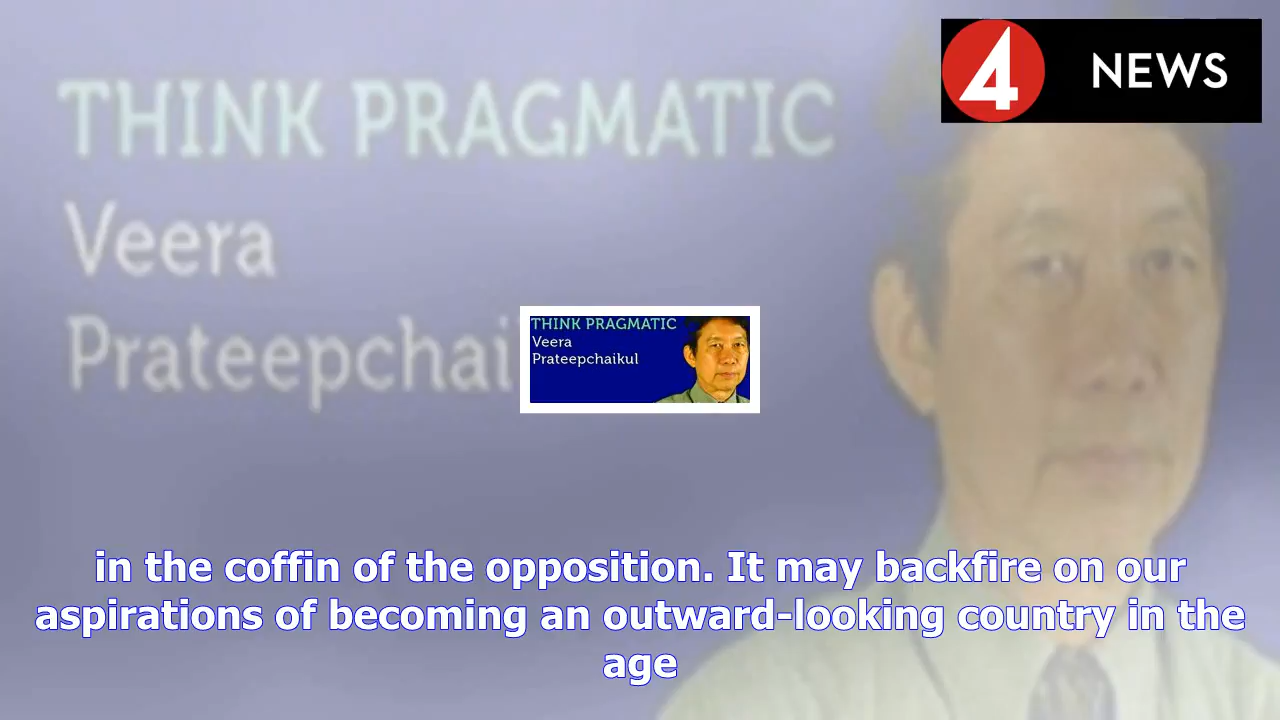 4 NEWS
THINK PRAGMATIC
Veera
Prateepchai
THINK PRAGMATIC
Veera
Prateepchaikul
in the coffin of the opposition. It may backfire on our
aspirations of becoming an outward-looking country in the
age